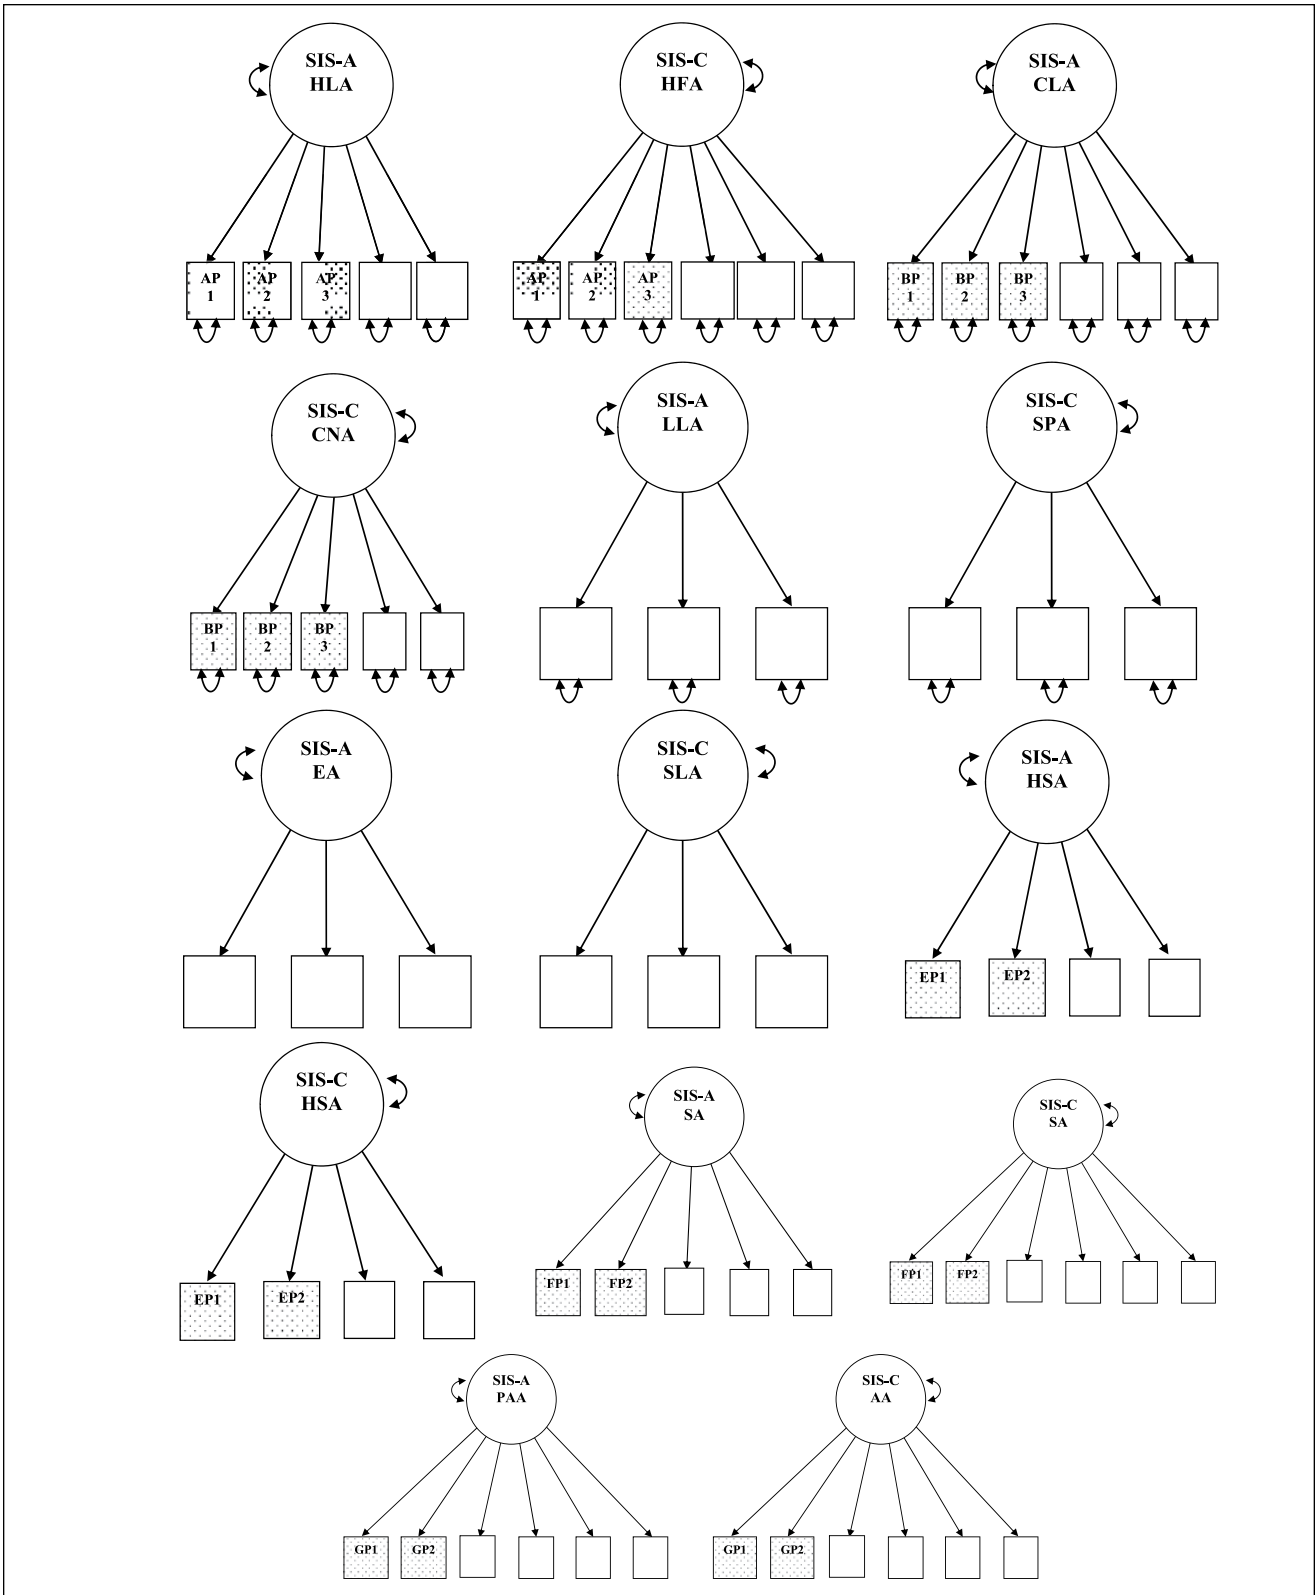 SIS-A
HLA
SIS-C
HFA
SIS-A
CLA
AP
1
AP
2
AP
3
AP
1
AP
2
AP
3
BP
1
BP
2
BP
3
SIS-C
CNA
SIS-A
LLA
SIS-C
SPA
BP
1
BP
2
BP
3
SIS-A
EA
SIS-C
SLA
SIS-A
HSA
EP1
EP2
SIS-C
HSA
SIS-A
SA
SIS-C
SA
EP1
EP2
FP1
FP2
FP1
FP2
SIS-A
PAA
SIS-C
AA
GP1
GP2
GP1
GP2